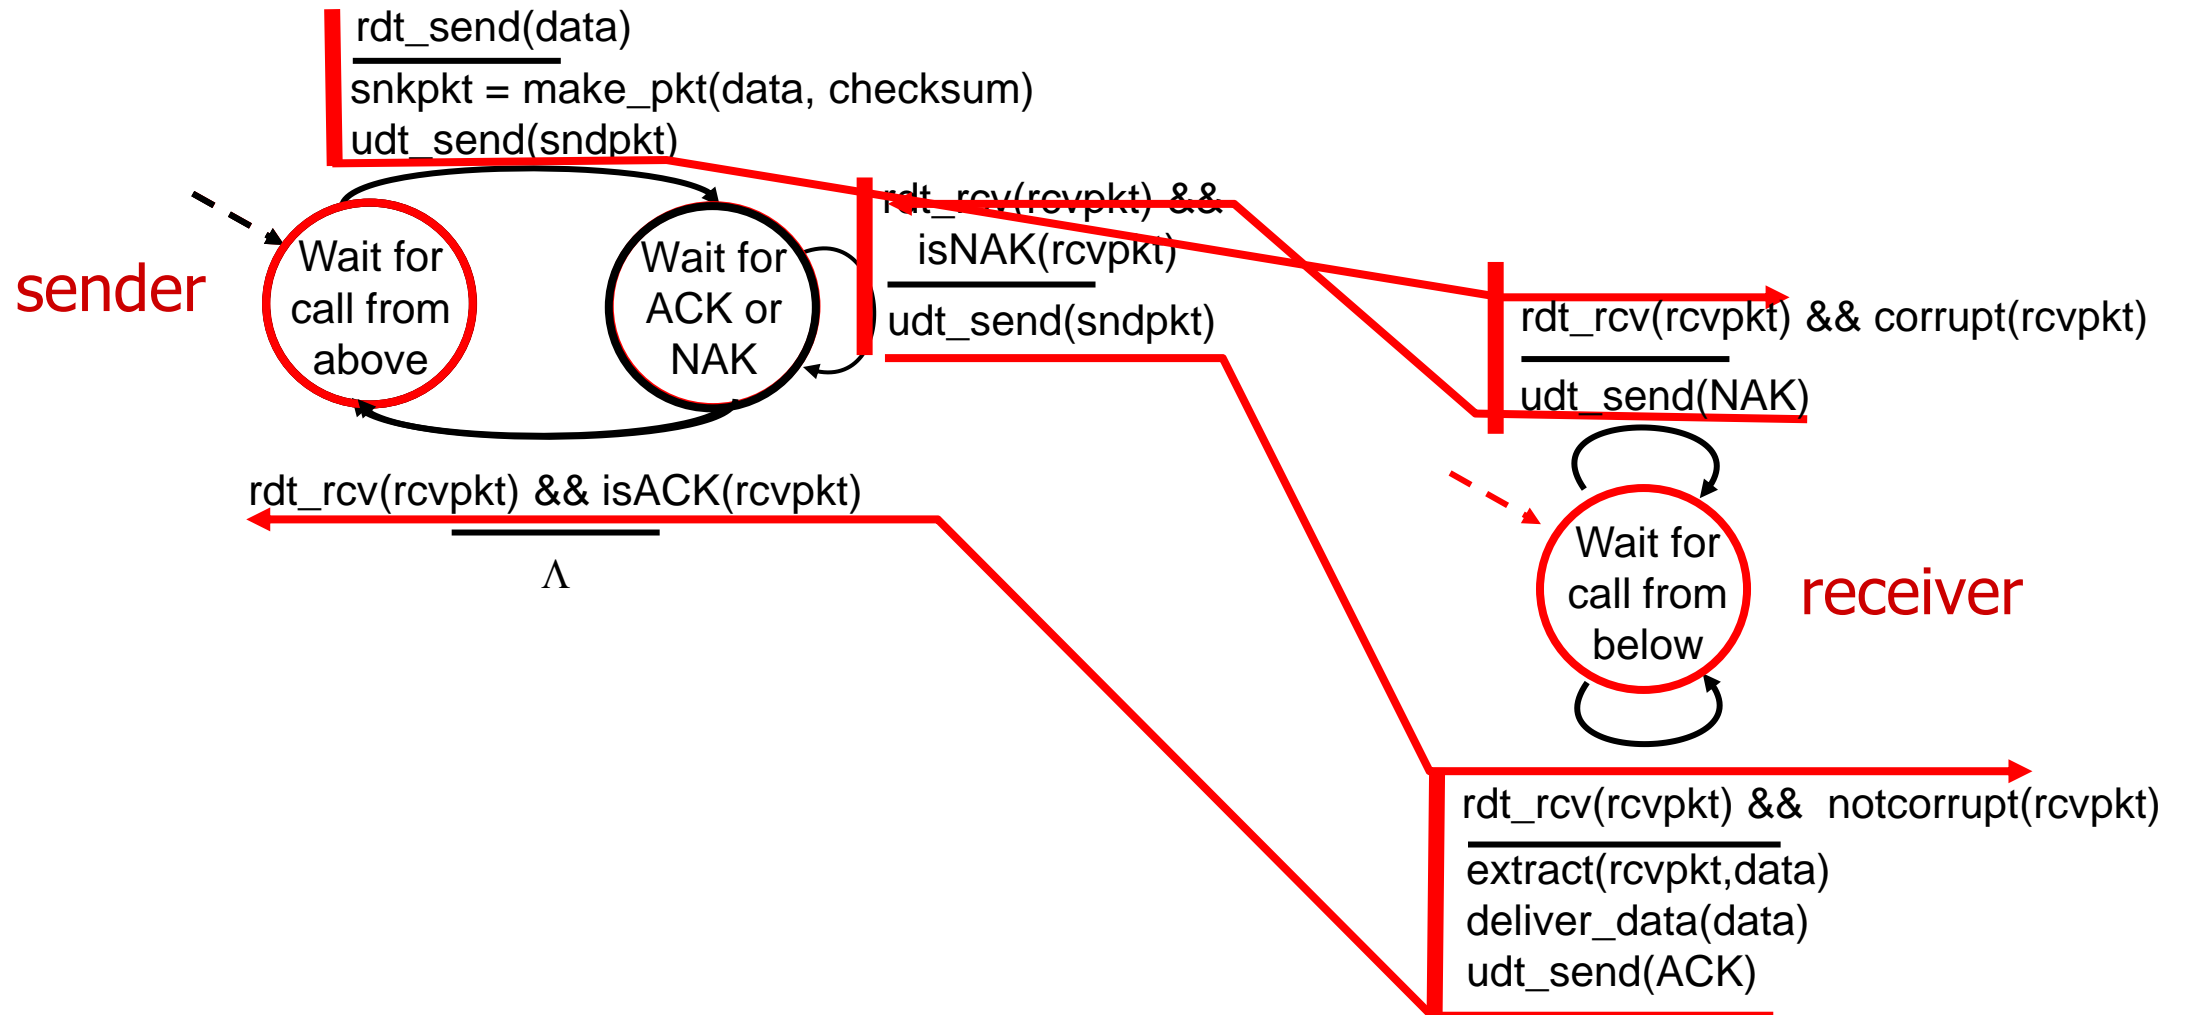 rdt_send(data)
snkpkt = make_pkt(data, checksum)
udt_send(sndpkt)
sender
Wait for
call from
above
Wait for
ACK or
NAK
rdt_rcv(rcvpkt) &&
isNAK(rcvpkt)
udt_send(sndpkt)
rdt_rcv(rcvpkt) && isACK(rcvpkt)
Λ
rdt_rcv(rcvpkt) && corrupt(rcvpkt)
udt_send(NAK)
Wait for
call from
below
receiver
rdt_rcv(rcvpkt) && notcorrupt(rcvpkt)
extract(rcvpkt,data)
deliver_data(data)
udt_send(ACK)